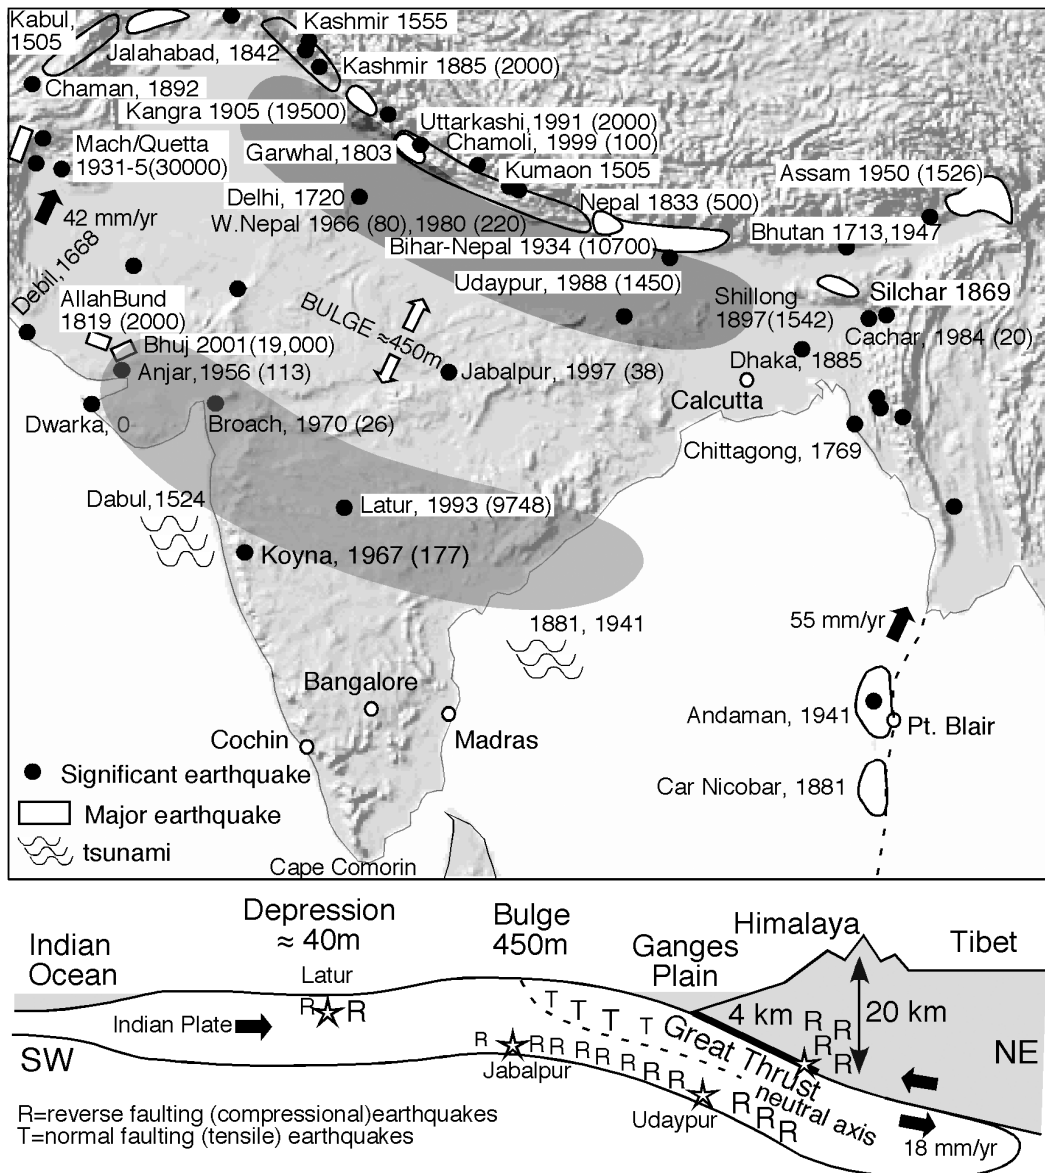 Kabul,
1505
Kashmir 1555
Jalahabad, 1842
Kashmir 1885 (2000)
Chaman, 1892
Kangra 1905 (19500)
Uttarkashi, 1991 (2000)
Mach/Quetta
1931-5(30000)
Garwhal,1803
Chamoli, 1999 (100)
Kumaon 1505
Assam 1950 (1526)
Delhi, 1720
Nepal 1833 (500)
42 mm/yr
W.Nepal 1966 (80), 1980 (220)
Bhutan 1713,1947
Bihar-Nepal 1934 (10700)
Debil,1668
Udaypur, 1988 (1450)
Shillong
1897(1542)
Silchar 1869
AllahBund
1819 (2000)
BULGE ≈450m
Cachar, 1984 (20)
Bhuj 2001(19,000)
Anjar,1956 (113)
Jabalpur, 1997 (38)
Dhaka, 1885
Calcutta
Dwarka, 0
Broach, 1970 (26)
Chittagong, 1769
Dabul,1524
Latur, 1993 (9748)
Koyna, 1967 (177)
1881, 1941
55 mm/yr
Bangalore
Andaman, 1941
Pt. Blair
Cochin
Madras
Significant earthquake
Car Nicobar, 1881
Major earthquake
tsunami
Cape Comorin
Depression
≈ 40m
Bulge
450m
Himalaya
Indian
Ocean
Ganges
Plain
Tibet
Latur
R R
T T T T
4 km
20 km
R R R R
Indian Plate
Great Thrust
NE
SW
R R R R R R R R R R R
Jabalpur
neutral axis
Udaypur
18 mm/yr
R=reverse faulting (compressional)earthquakes
T=normal faulting (tensile) earthquakes